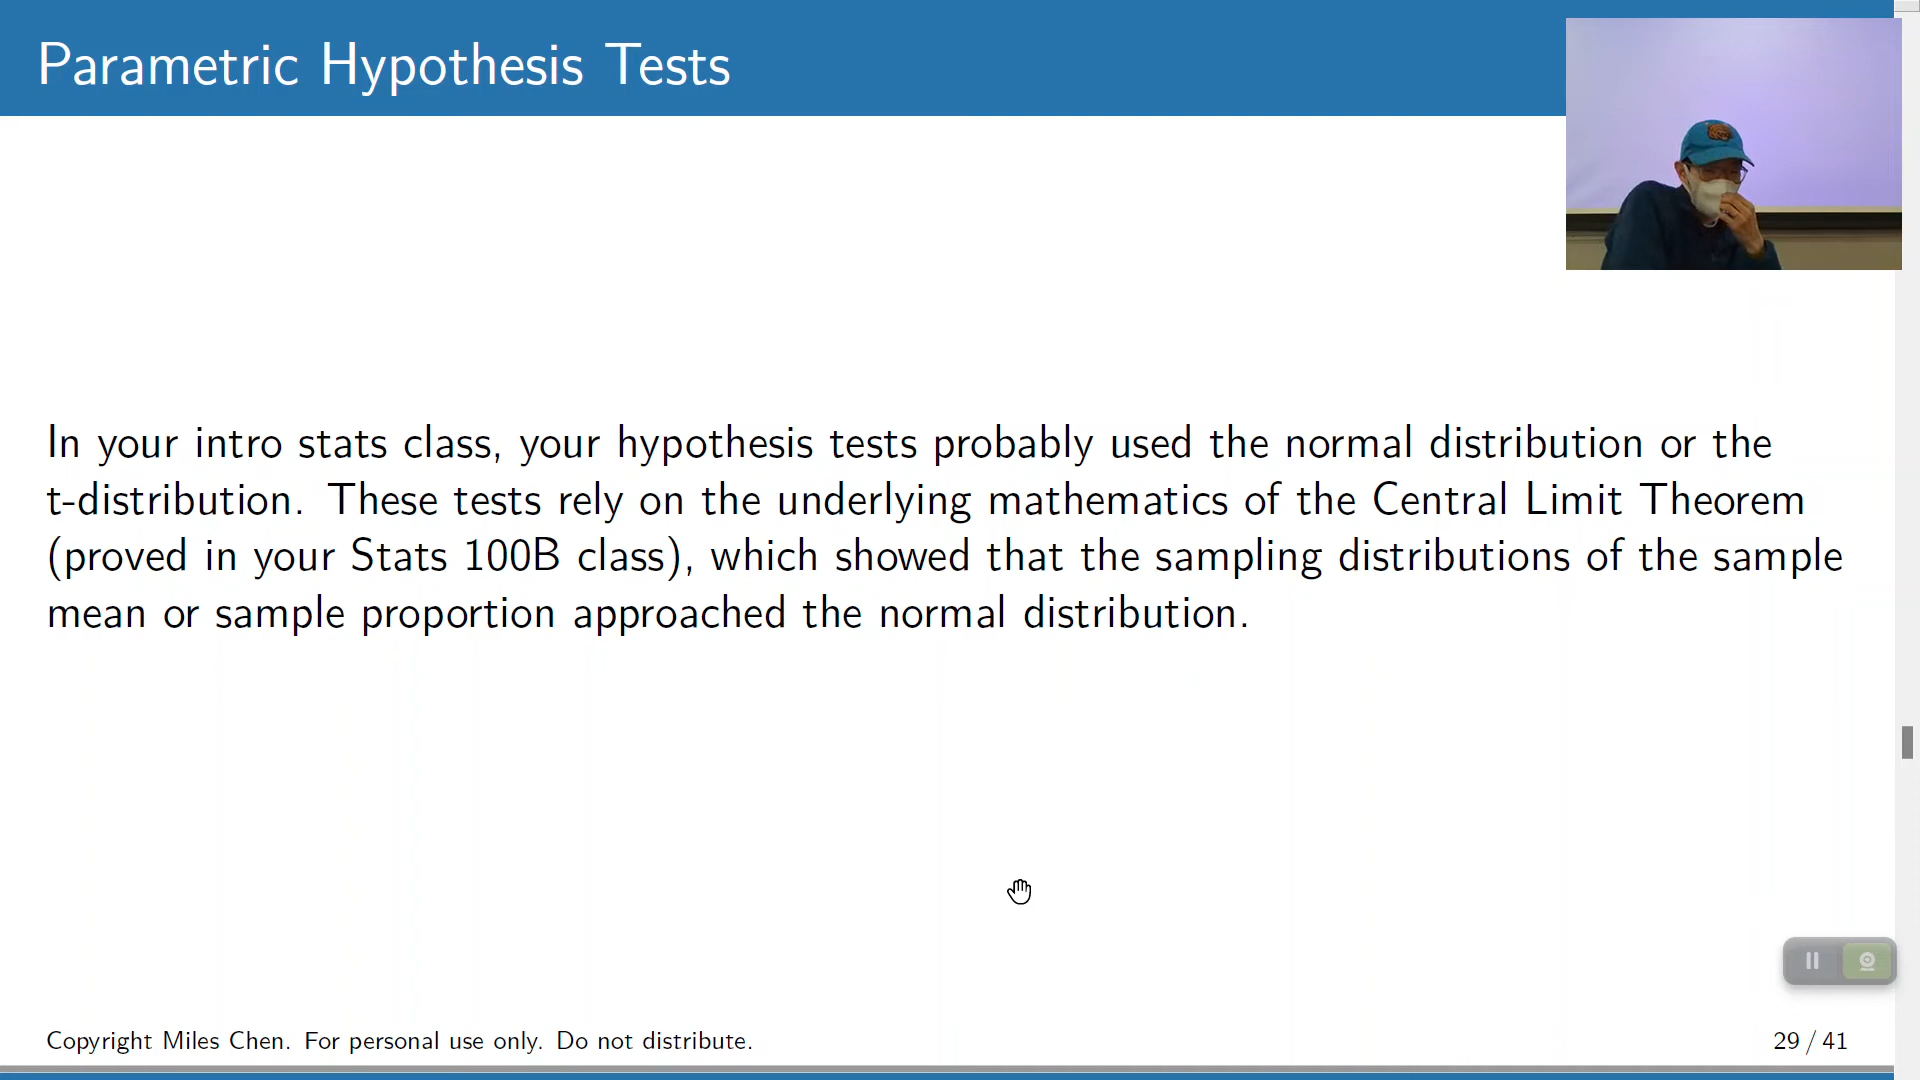 Parametric Hypothesis Tests
In your intro stats class, your hypothesis tests probably used the normal distribution or the
t-distribution. These tests rely on the underlying mathematics of the Central Limit Theorem
(proved in your Stats 100B class), which showed that the sampling distributions of the sample
mean or sample proportion approached the normal distribution.
Copyright Miles Chen. For personal use only. Do not distribute.
29 / 41